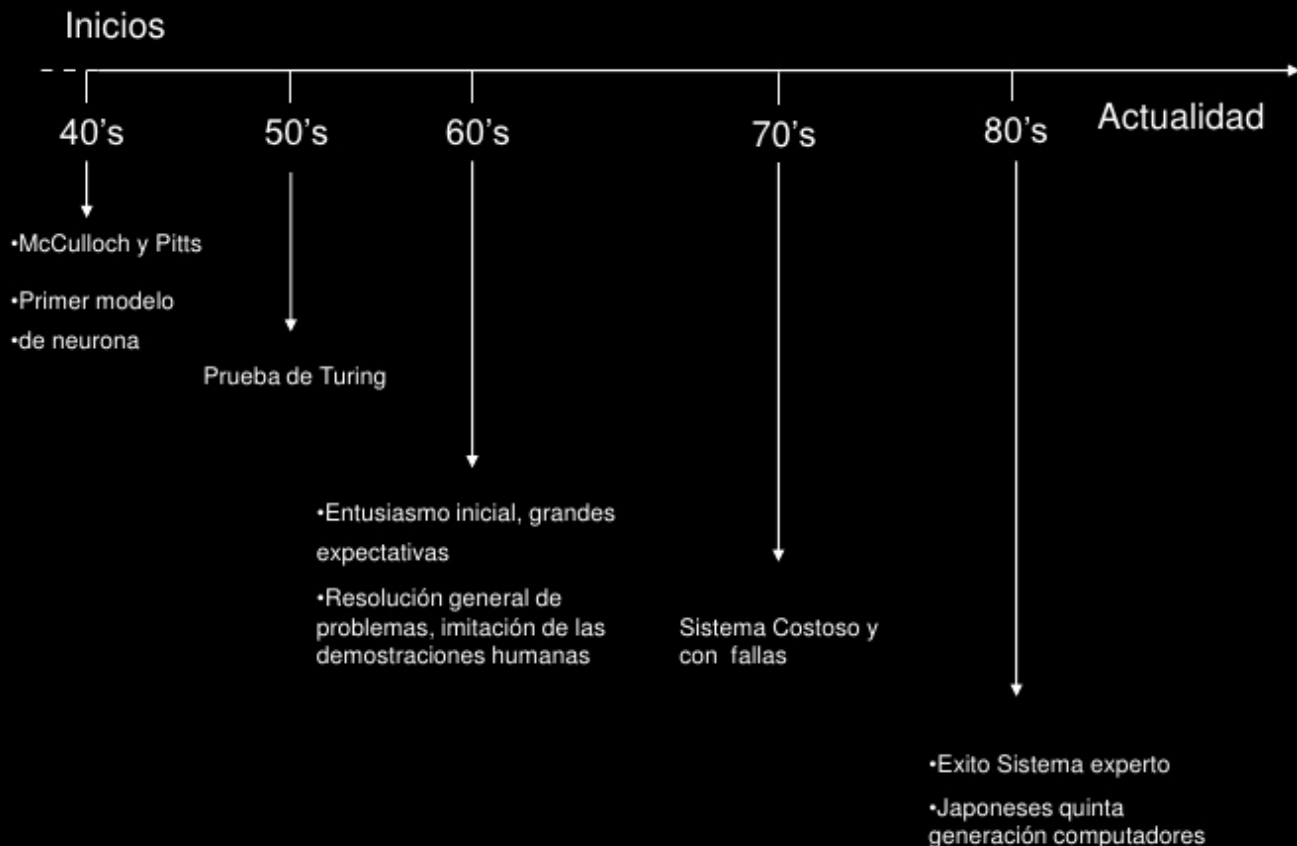 Inicios
40's
50's
60's
70's
80's
Actualidad
•McCulloch y Pitts
•Primer modelo
•de neurona
Prueba de Turing
•Entusiasmo inicial, grandes
expectativas
•Resolución general de
problemas, imitación de las
demostraciones humanas
Sistema Costoso y
con fallas
•Exito Sistema experto
•Japoneses quinta
generación computadores